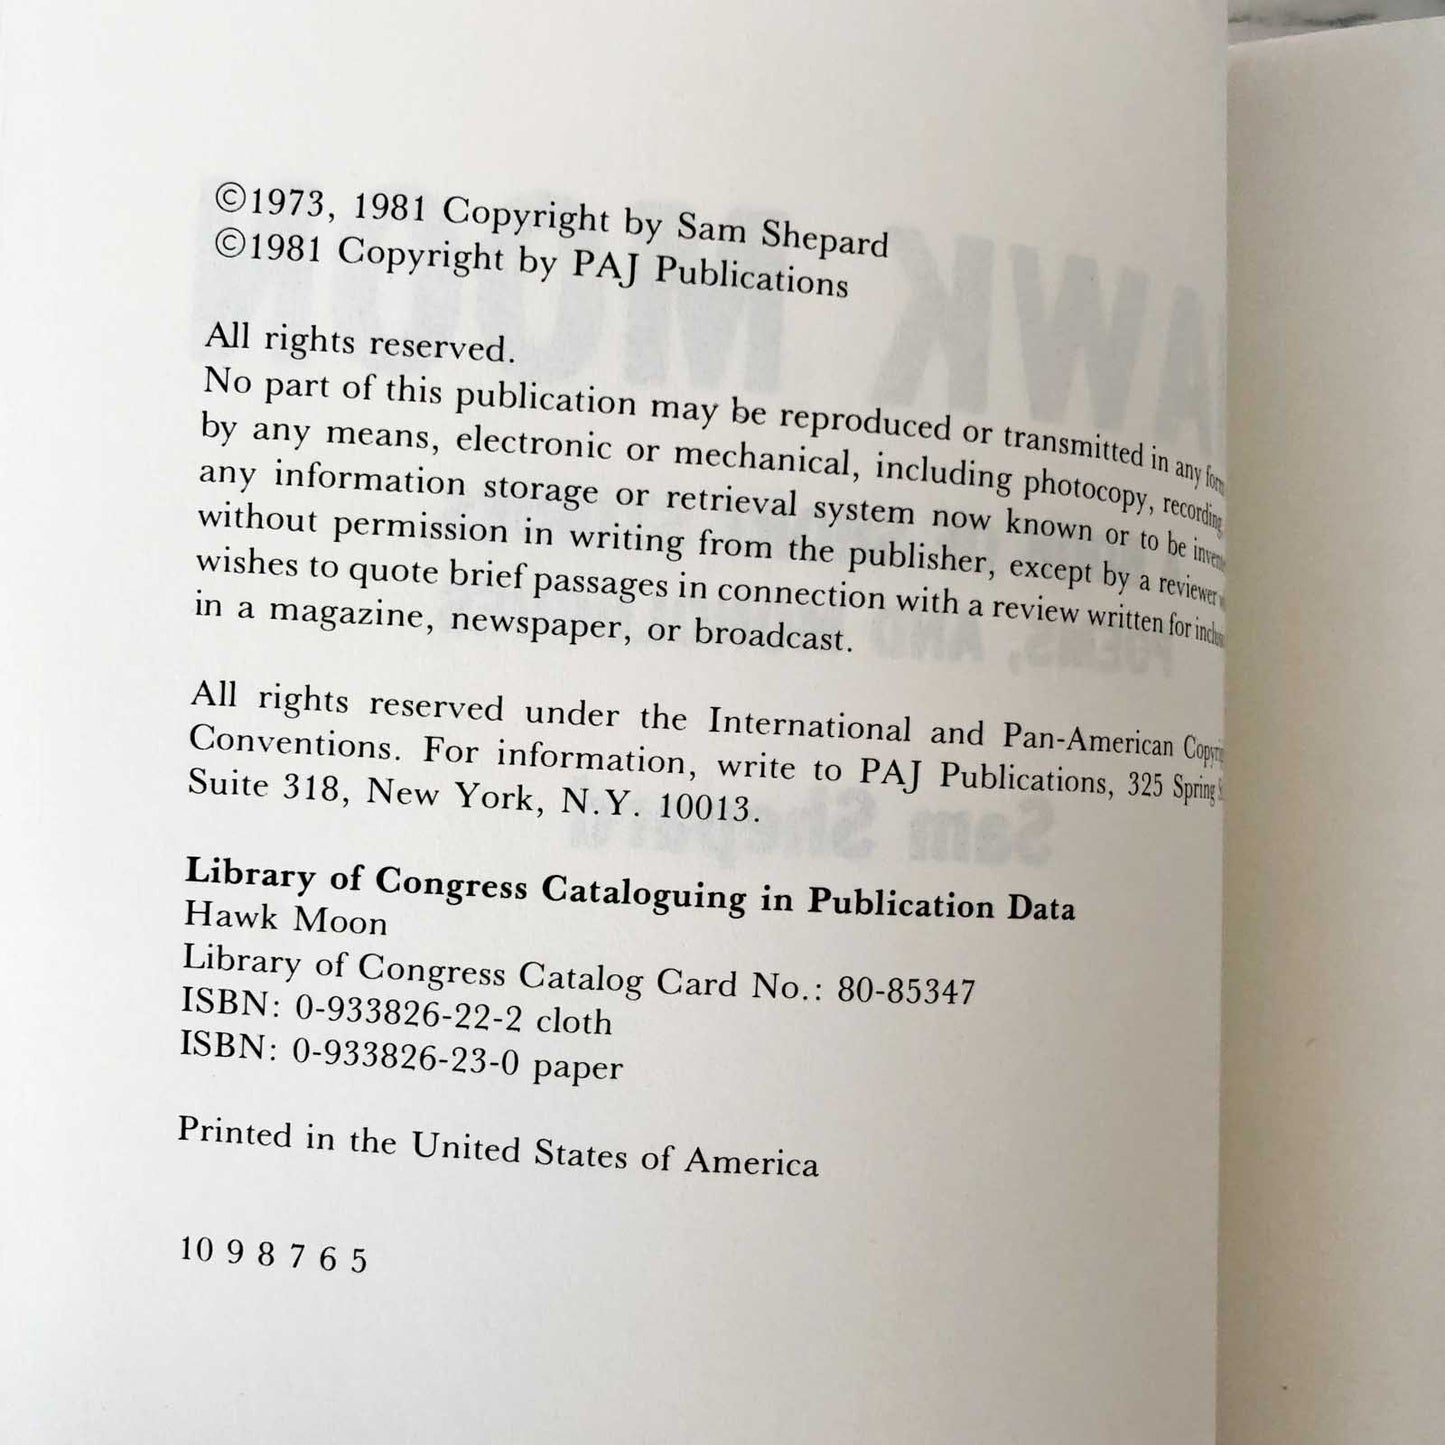 ©1973, 1981 Copyright by Sam Shepard
©1981 Copyright by PAJ Publications
All rights reserved.
No part of this publication may be reproduced or transmitted in any
by any means, electronic or mechanical, including photocopy, recording,
any information storage or retrieval system now known or to be
without permission in writing from the publisher, except by a reviewer
wishes to quote brief passages in connection with a review written for
in a magazine, newspaper, or broadcast.
All rights reserved under the International and Pan-American
Conventions. For information, write to PAJ Publications, 325 Spring
Suite 318, New York, N.Y. 10013.
Library of Congress Cataloguing in Publication Data
Hawk Moon
Library of Congress Catalog Card No.: 80-85347
ISBN: 0-933826-22-2 cloth
ISBN: 0-933826-23-0 paper
Printed in the United States of America
10 9 8 7 6 5